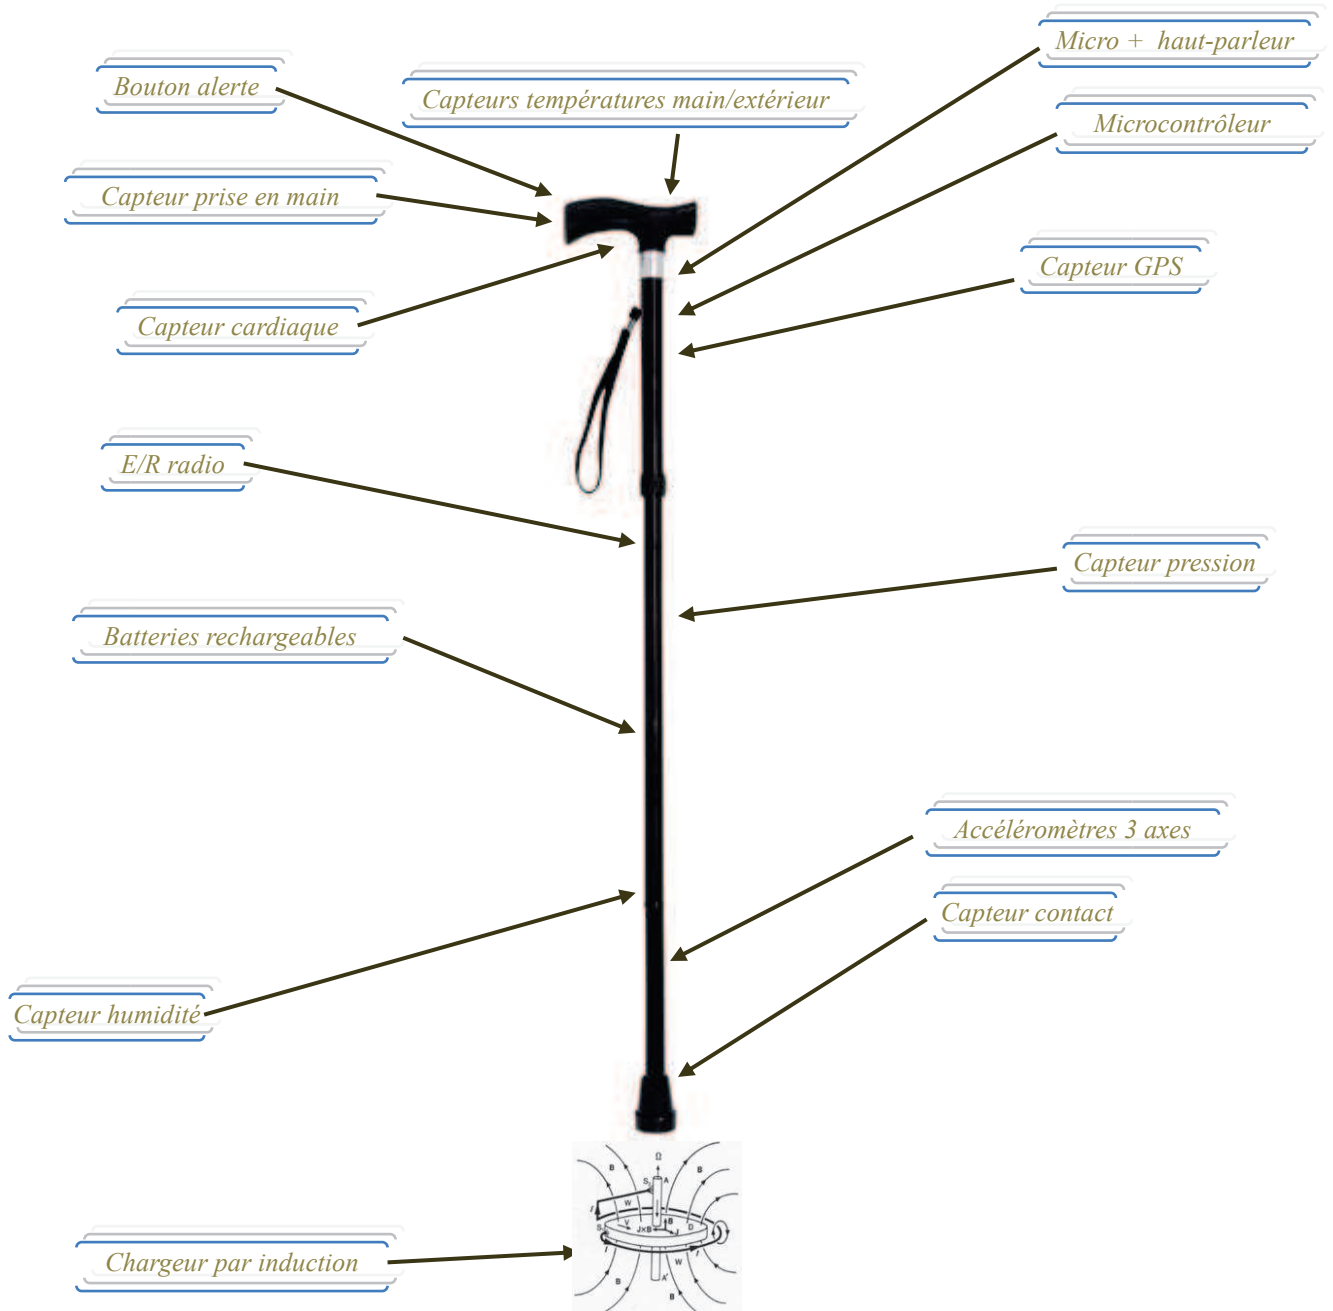 Micro + haut-parleur
Bouton alerte
Capteurs températures main/extérieur
Microcontrôleur
Capteur prise en main
Capteur GPS
Capteur cardiaque
E/R radio
Capteur pression
Batteries rechargeables
Accéléromètres 3 axes
Capteur contact
Capteur humidité
Ω
B
B
S
A
W
B
V
J×B
J
D
S
I
I
W
A'
B
B
Chargeur par induction